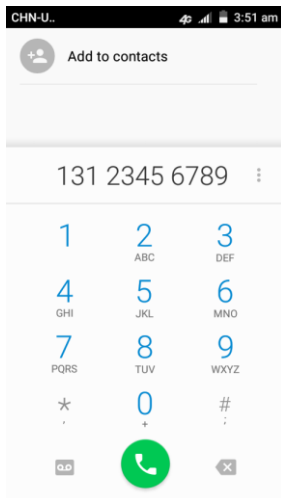 CHN-U.. 4G 3:51 am
Add to contacts
131 2345 6789
1 2 3
ABC DEF
4 5 6
GHI JKL MNO
7 8 9
PQRS TUV WXYZ
* 0 #
, + ;